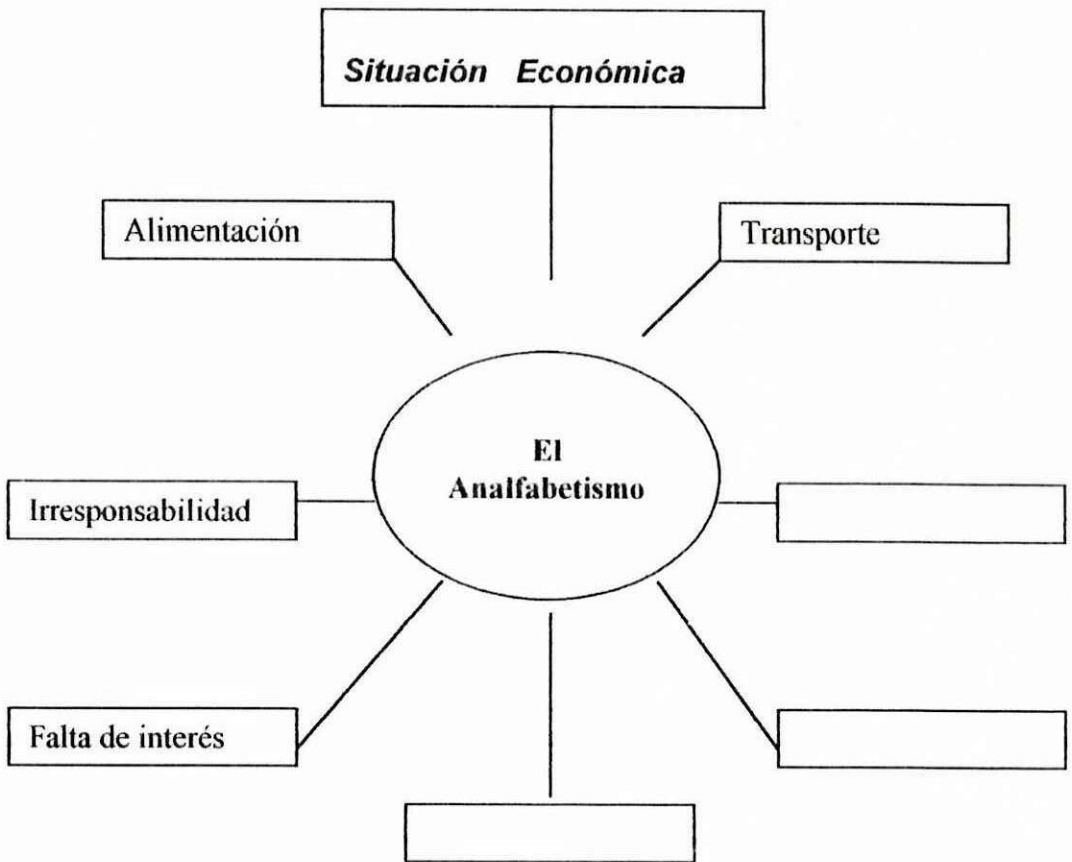 Situación Económica
Alimentación
Transporte
El
Analfabetismo
Irresponsabilidad
Falta de interés